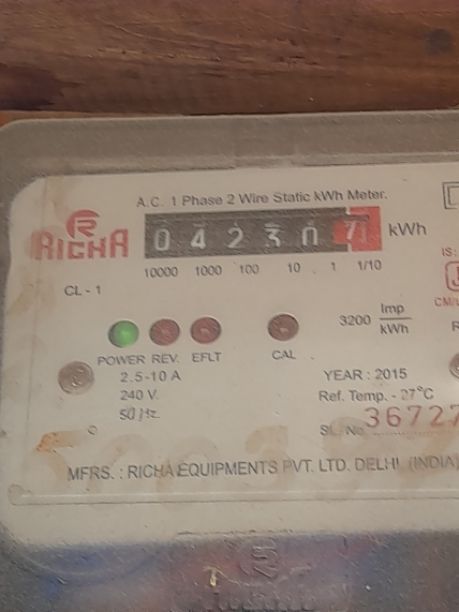 A.C. 1 Phase 2 Wire Static kWh Meter.
R
RICHA
0 4 2 3 0 7 kWh
10000 1000 100 10 1 1/10
IS:
CL - 1
CM/L
3200 Imp/kWh
POWER REV. EFLT CAL
2.5-10 A
240 V.
50 Hz.
YEAR : 2015
Ref. Temp. - 27°C
SL. No. 36727
MFRS. : RICHA EQUIPMENTS PVT. LTD. DELHI (INDIA)